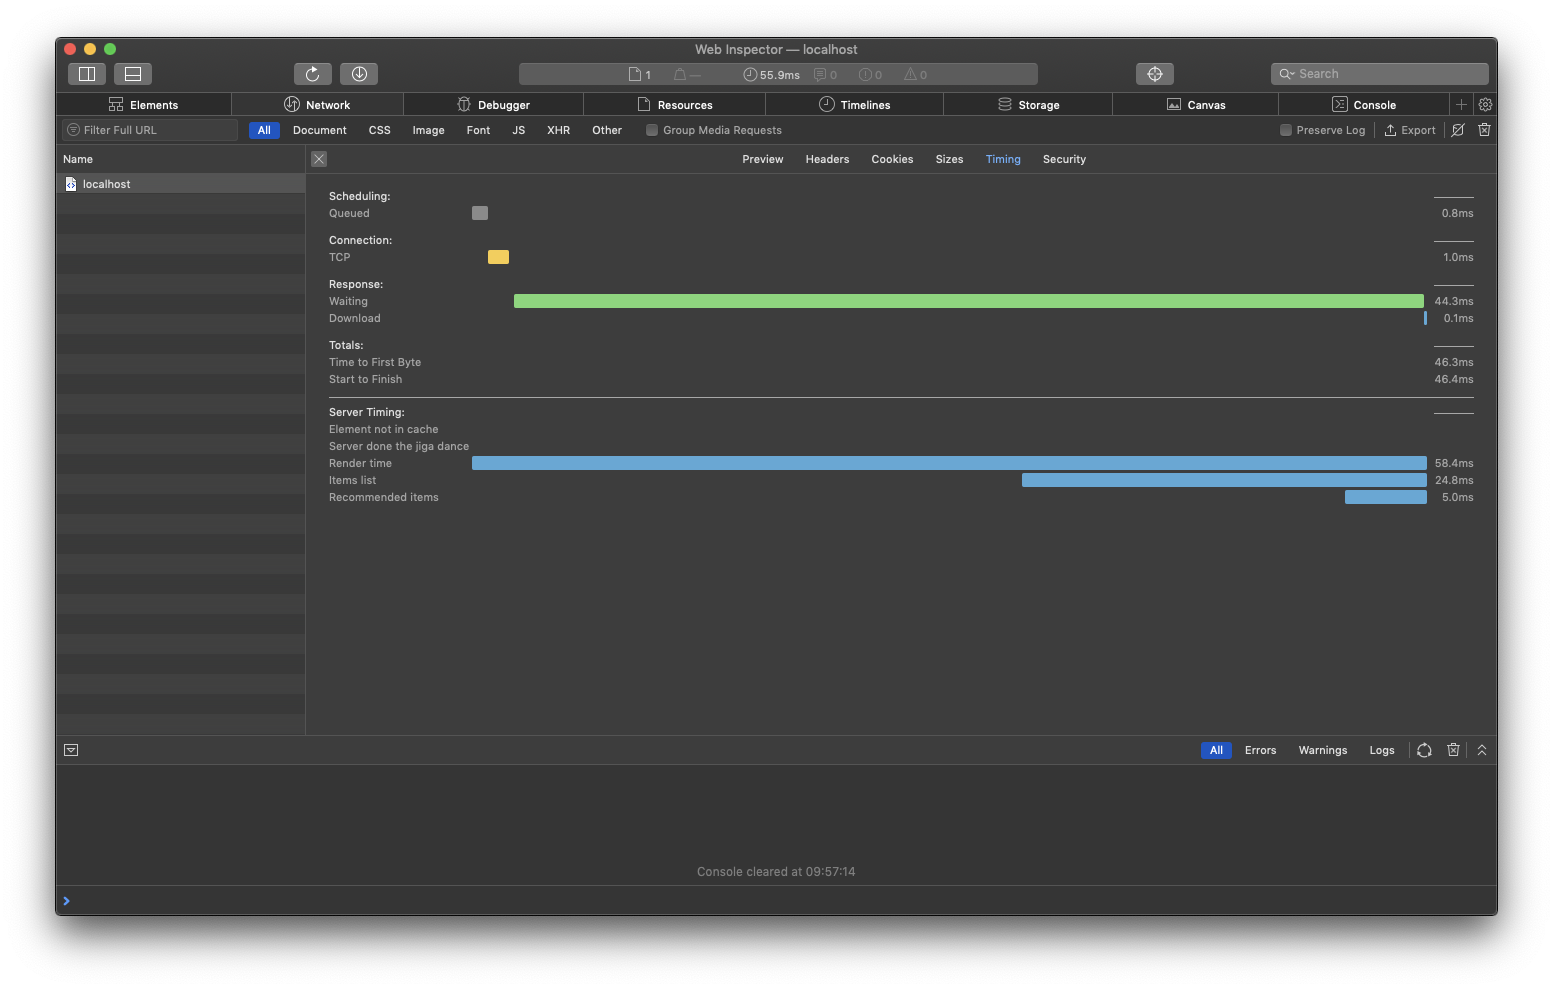 Web Inspector — localhost
1 — 55.9ms 0 0 0 Search
Elements Network Debugger Resources Timelines Storage Canvas Console
Filter Full URL All Document CSS Image Font JS XHR Other Group Media Requests Preserve Log Export
Name Preview Headers Cookies Sizes Timing Security
localhost
Scheduling:
Queued 0.8ms
Connection:
TCP 1.0ms
Response:
Waiting 44.3ms
Download 0.1ms
Totals:
Time to First Byte 46.3ms
Start to Finish 46.4ms
Server Timing:
Element not in cache
Server done the jiga dance
Render time 58.4ms
Items list 24.8ms
Recommended items 5.0ms
All Errors Warnings Logs
Console cleared at 09:57:14